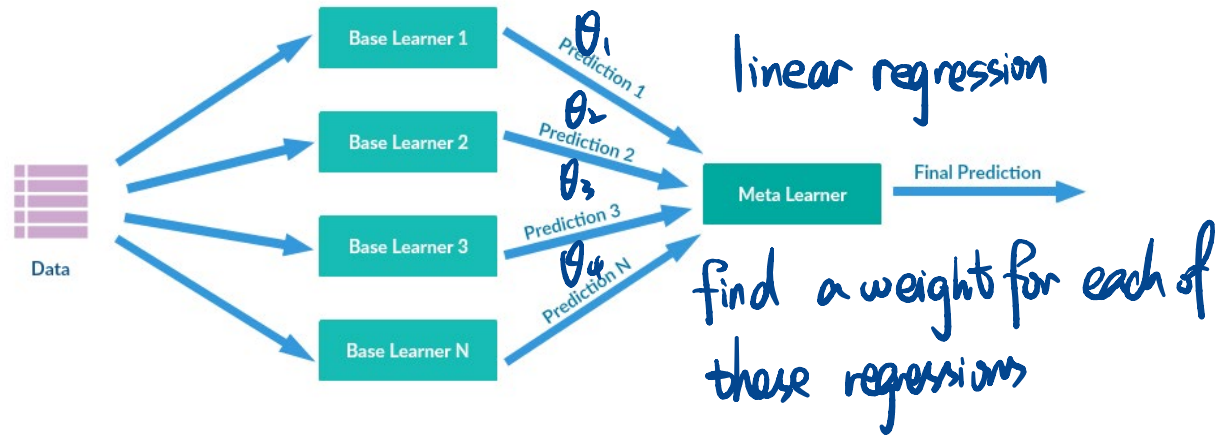 Base Learner 1
θ₁
Prediction 1
linear regression
Base Learner 2
θ₂
Prediction 2
Data
Base Learner 3
θ₃
Prediction 3
Meta Learner
Final Prediction
Base Learner N
θ₄
Prediction N
find a weight for each of
these regressions